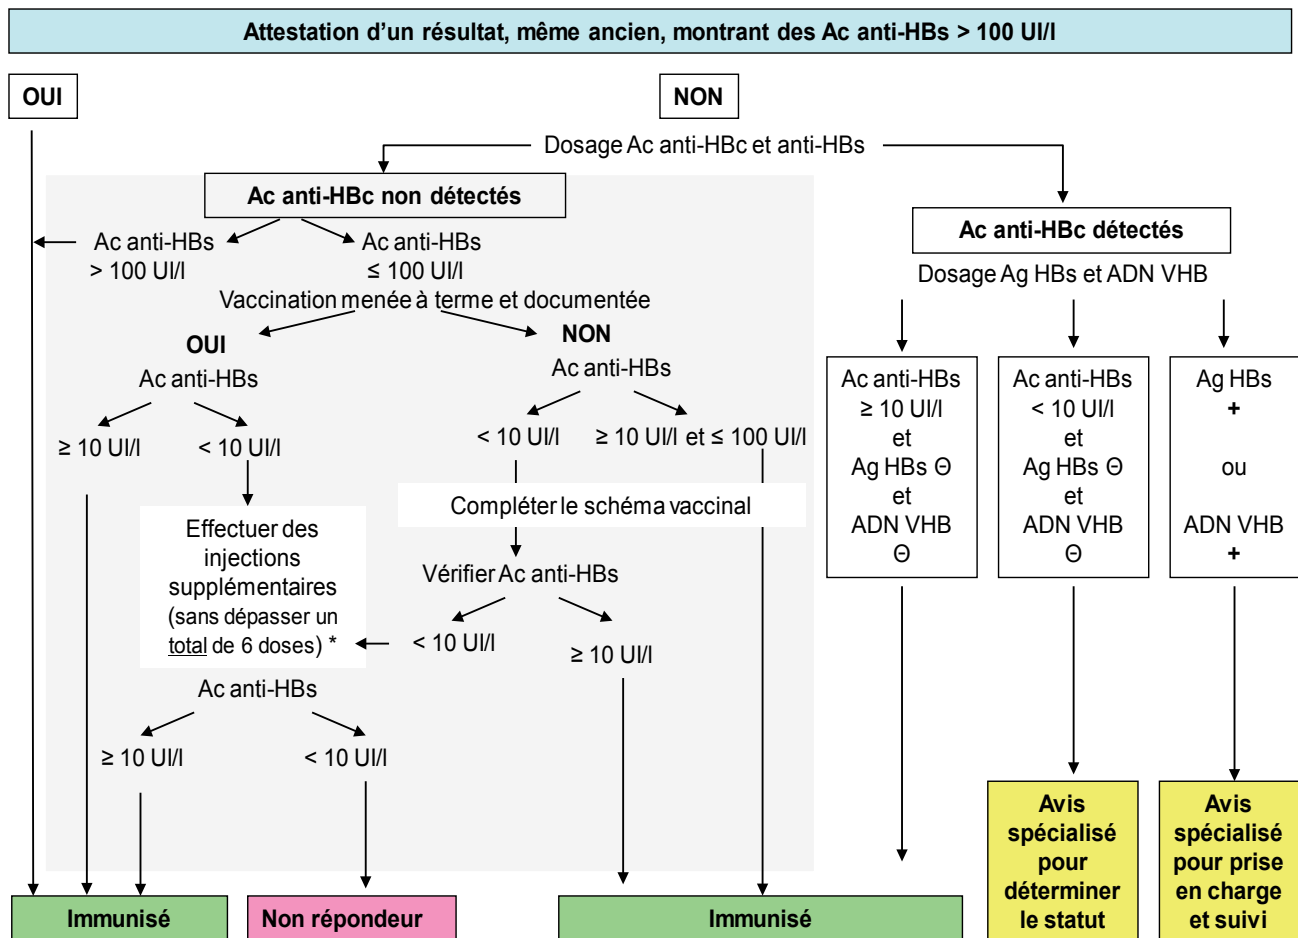 Attestation d'un résultat, même ancien, montrant des Ac anti-HBs > 100 UI/l
OUI
NON
Dosage Ac anti-HBc et anti-HBs
Ac anti-HBc non détectés
Ac anti-HBs
> 100 UI/l
Ac anti-HBs
≤ 100 UI/l
Vaccination menée à terme et documentée
OUI
Ac anti-HBs
≥ 10 UI/l
< 10 UI/l
NON
Ac anti-HBs
< 10 UI/l
≥ 10 UI/l et ≤ 100 UI/l
Effectuer des
injections
supplémentaires
(sans dépasser un
total de 6 doses) *
Compléter le schéma vaccinal
Vérifier Ac anti-HBs
< 10 UI/l
≥ 10 UI/l
Ac anti-HBs
≥ 10 UI/l
< 10 UI/l
Ac anti-HBc détectés
Dosage Ag HBs et ADN VHB
Ac anti-HBs
≥ 10 UI/l
et
Ag HBs Θ
et
ADN VHB
Θ
Ac anti-HBs
< 10 UI/l
et
Ag HBs Θ
et
ADN VHB
Θ
Ag HBs
+
ou
ADN VHB
+
Immunisé
Non répondeur
Immunisé
Avis
spécialisé
pour
déterminer
le statut
Avis
spécialisé
pour prise
en charge
et suivi